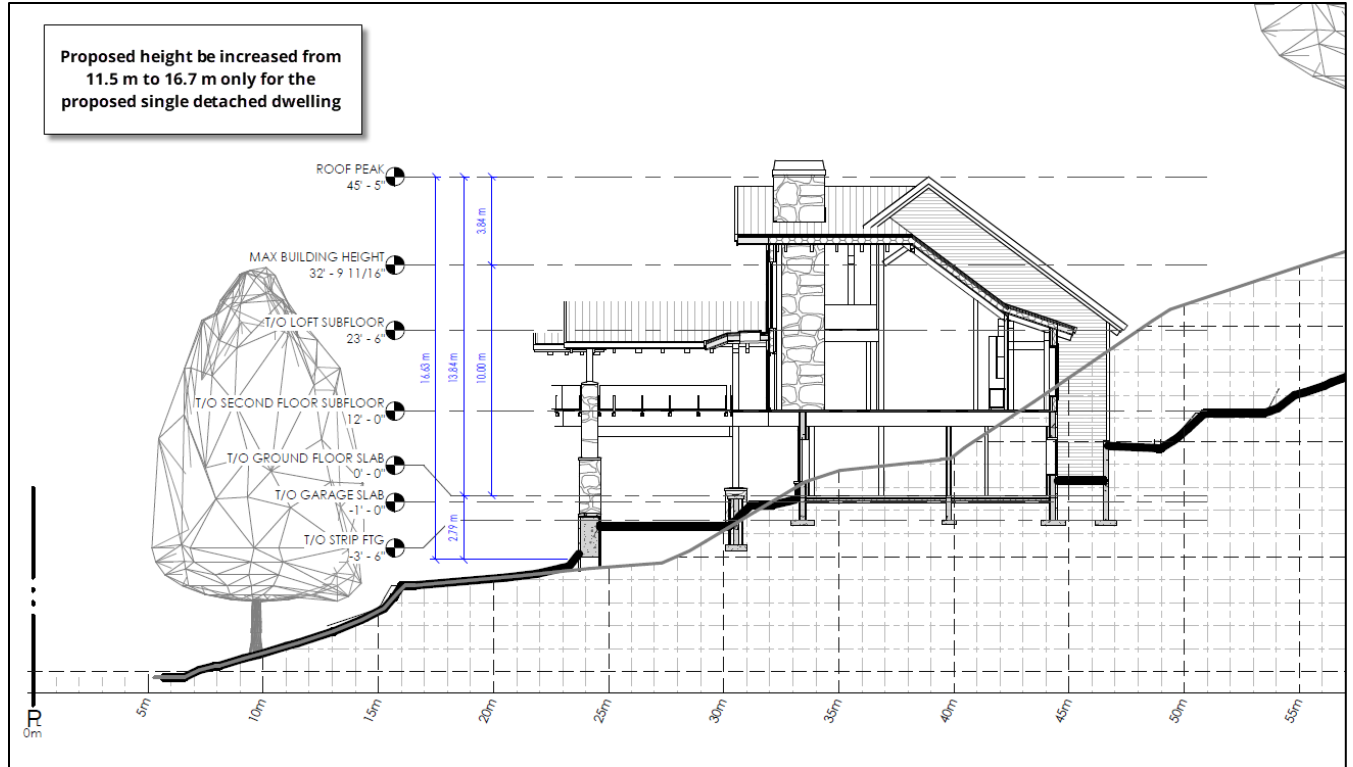 Proposed height be increased from
11.5 m to 16.7 m only for the
proposed single detached dwelling
ROOF PEAK
45' - 5"
MAX BUILDING HEIGHT
32' - 9 11/16"
T/O LOFT SUBFLOOR
23' - 6"
T/O SECOND FLOOR SUBFLOOR
12' - 0"
T/O GROUND FLOOR SLAB
0' - 0"
T/O GARAGE SLAB
-1' - 0"
T/O STRIP FTG
-3' - 6"
3.84 m
16.63 m
13.84 m
10.00 m
2.79 m
PL
0m
5m
10m
15m
20m
25m
30m
35m
40m
45m
50m
55m